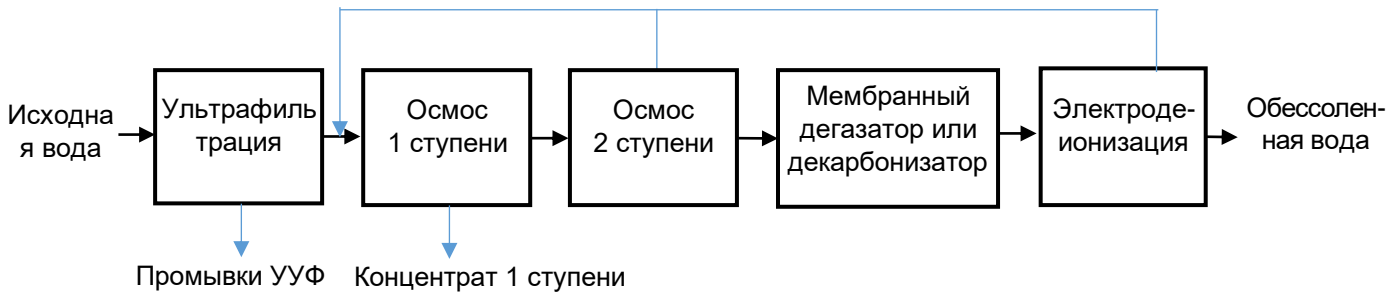 Исходна
я вода
Ультрафиль
трация
Осмос
1 ступени
Осмос
2 ступени
Мембранный
дегазатор или
декарбонизатор
Электроде-
ионизация
Обессолен-
ная вода
Промывки УУФ
Концентрат 1 ступени